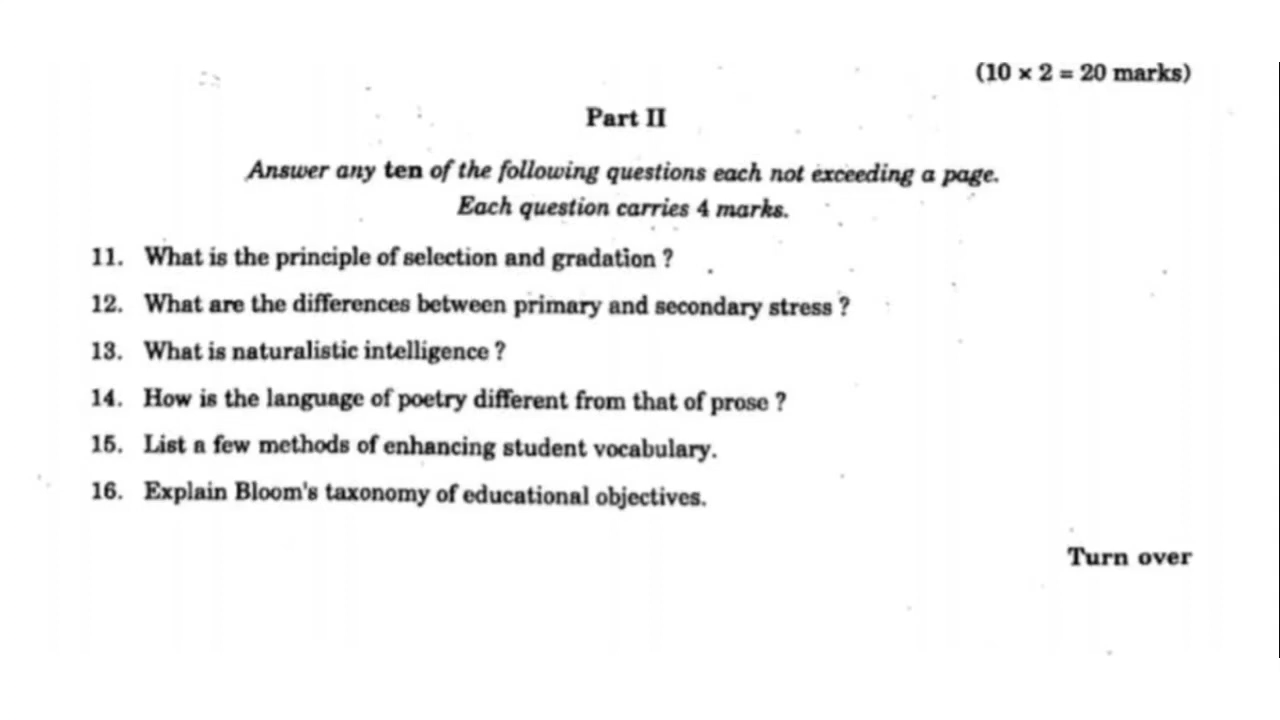 (10 × 2 = 20 marks)
Part II
Answer any ten of the following questions each not exceeding a page.
Each question carries 4 marks.
11. What is the principle of selection and gradation ?
12. What are the differences between primary and secondary stress ?
13. What is naturalistic intelligence ?
14. How is the language of poetry different from that of prose ?
15. List a few methods of enhancing student vocabulary.
16. Explain Bloom's taxonomy of educational objectives.
Turn over